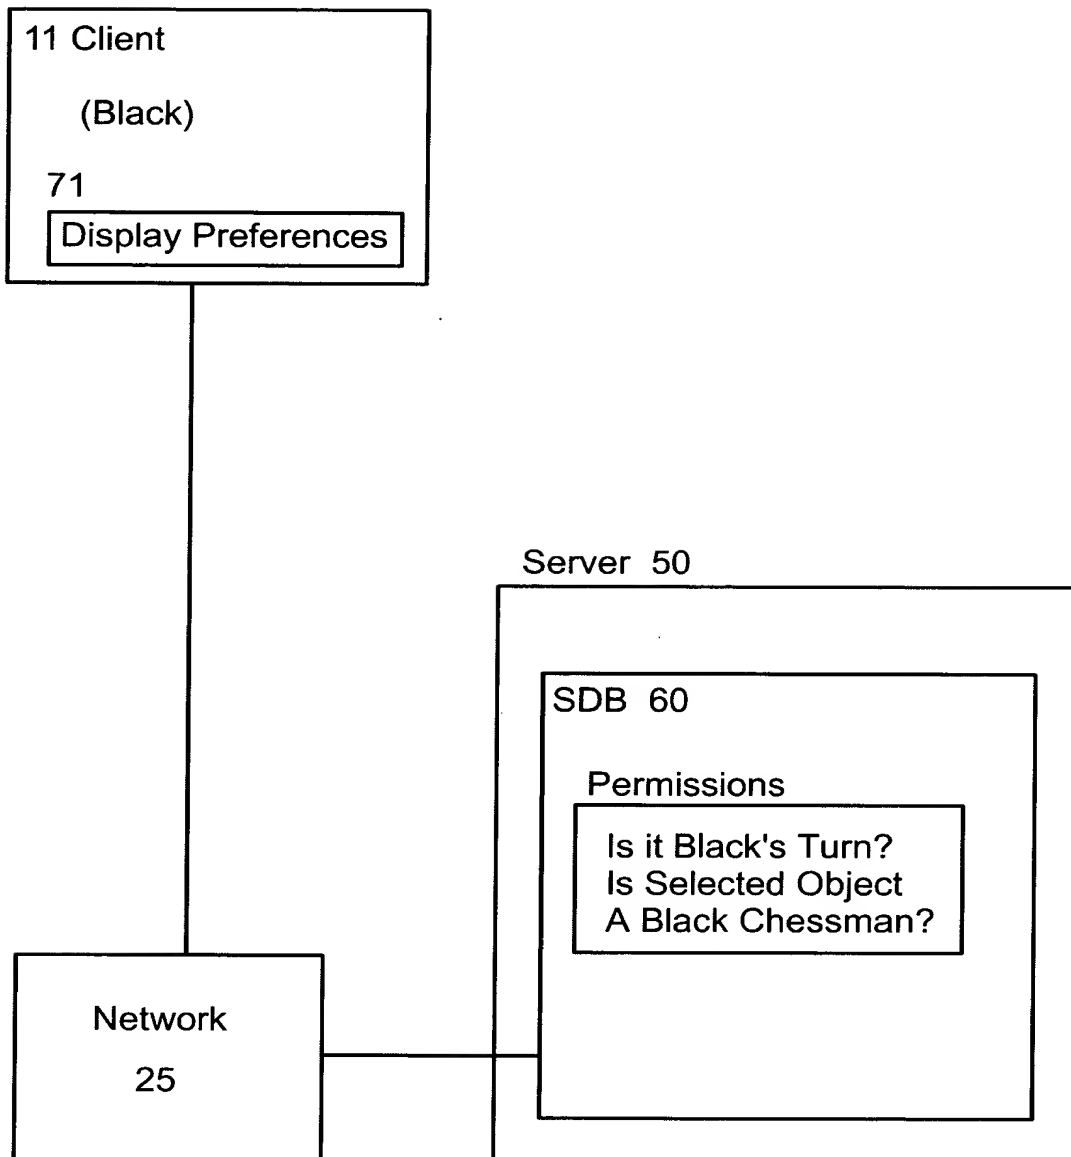 11 Client
(Black)
71
Display Preferences
Server 50
SDB 60
Permissions
Is it Black's Turn?
Is Selected Object
A Black Chessman?
Network
25